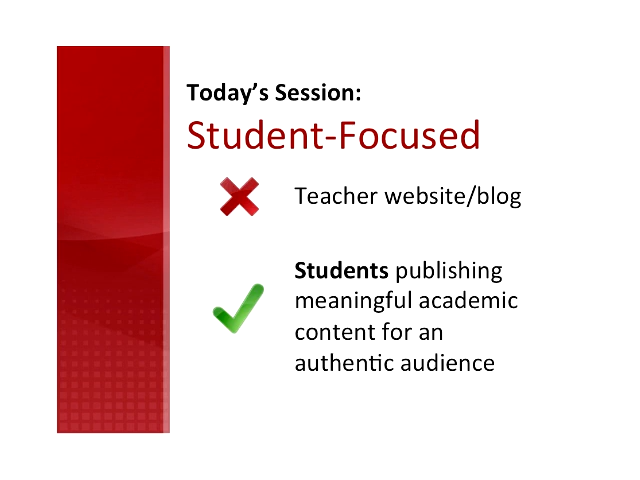 Today’s Session:
Student-Focused
Teacher website/blog
Students publishing
meaningful academic
content for an
authentic audience